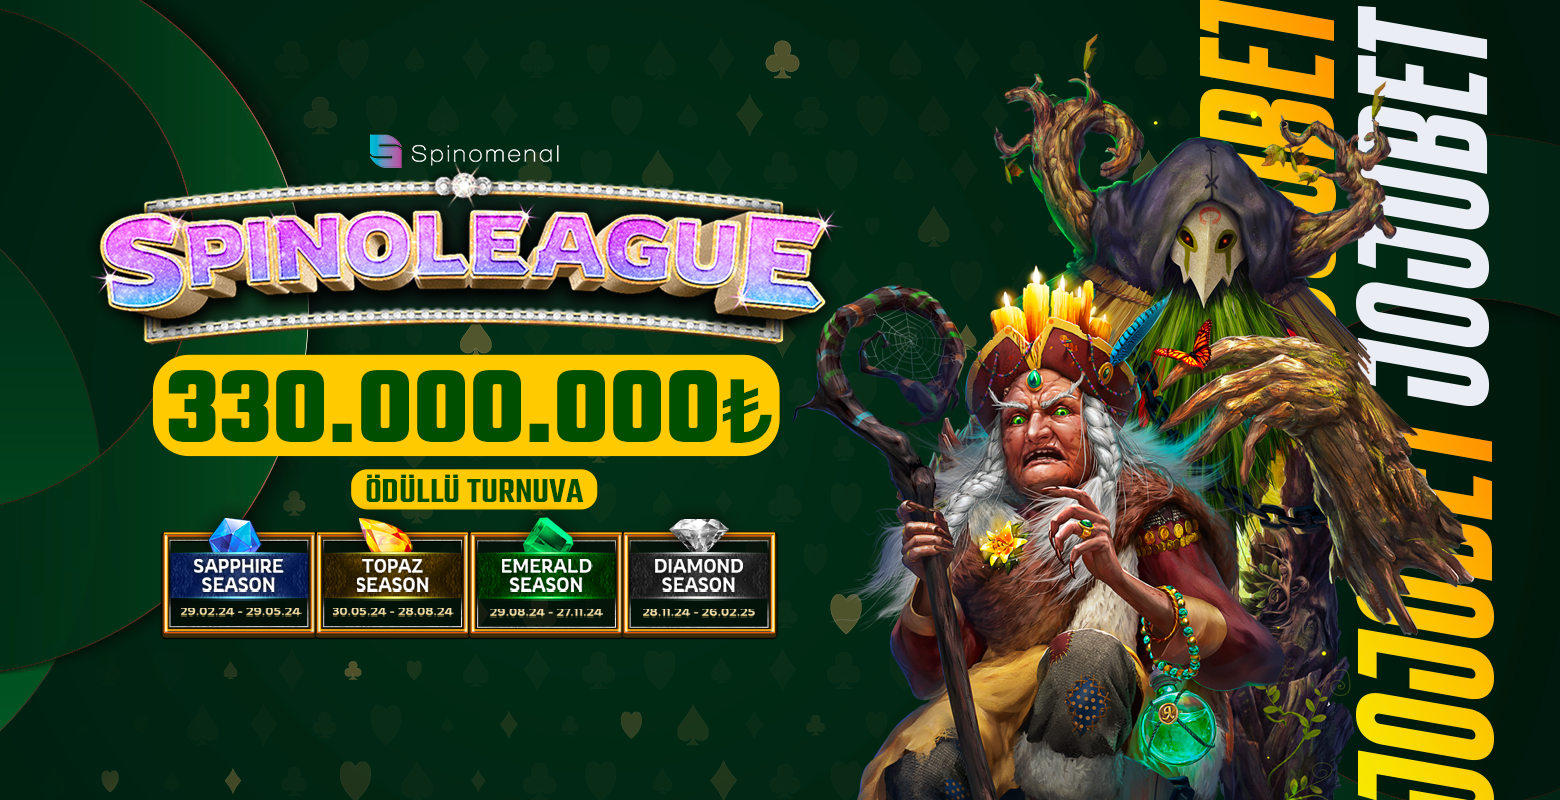 Spinomenal
SPINOLEAGUE
330.000.000₺
ÖDÜLLÜ TURNUVA
SAPPHIRE
SEASON
29.02.24 - 29.05.24
TOPAZ
SEASON
30.05.24 - 28.08.24
EMERALD
SEASON
29.08.24 - 27.11.24
DIAMOND
SEASON
28.11.24 - 26.02.25
JOJOBET
JOJOBET
JOJOBET